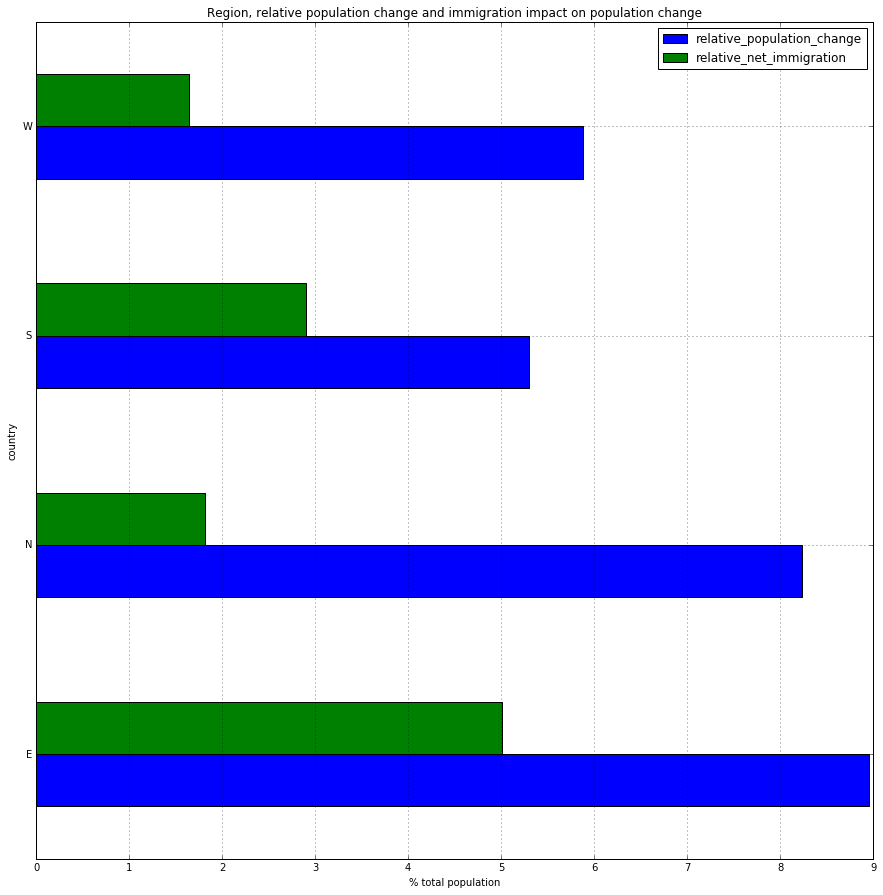 Region, relative population change and immigration impact on population change
relative_population_change
relative_net_immigration
W
S
country
N
E
0 1 2 3 4 5 6 7 8 9
% total population